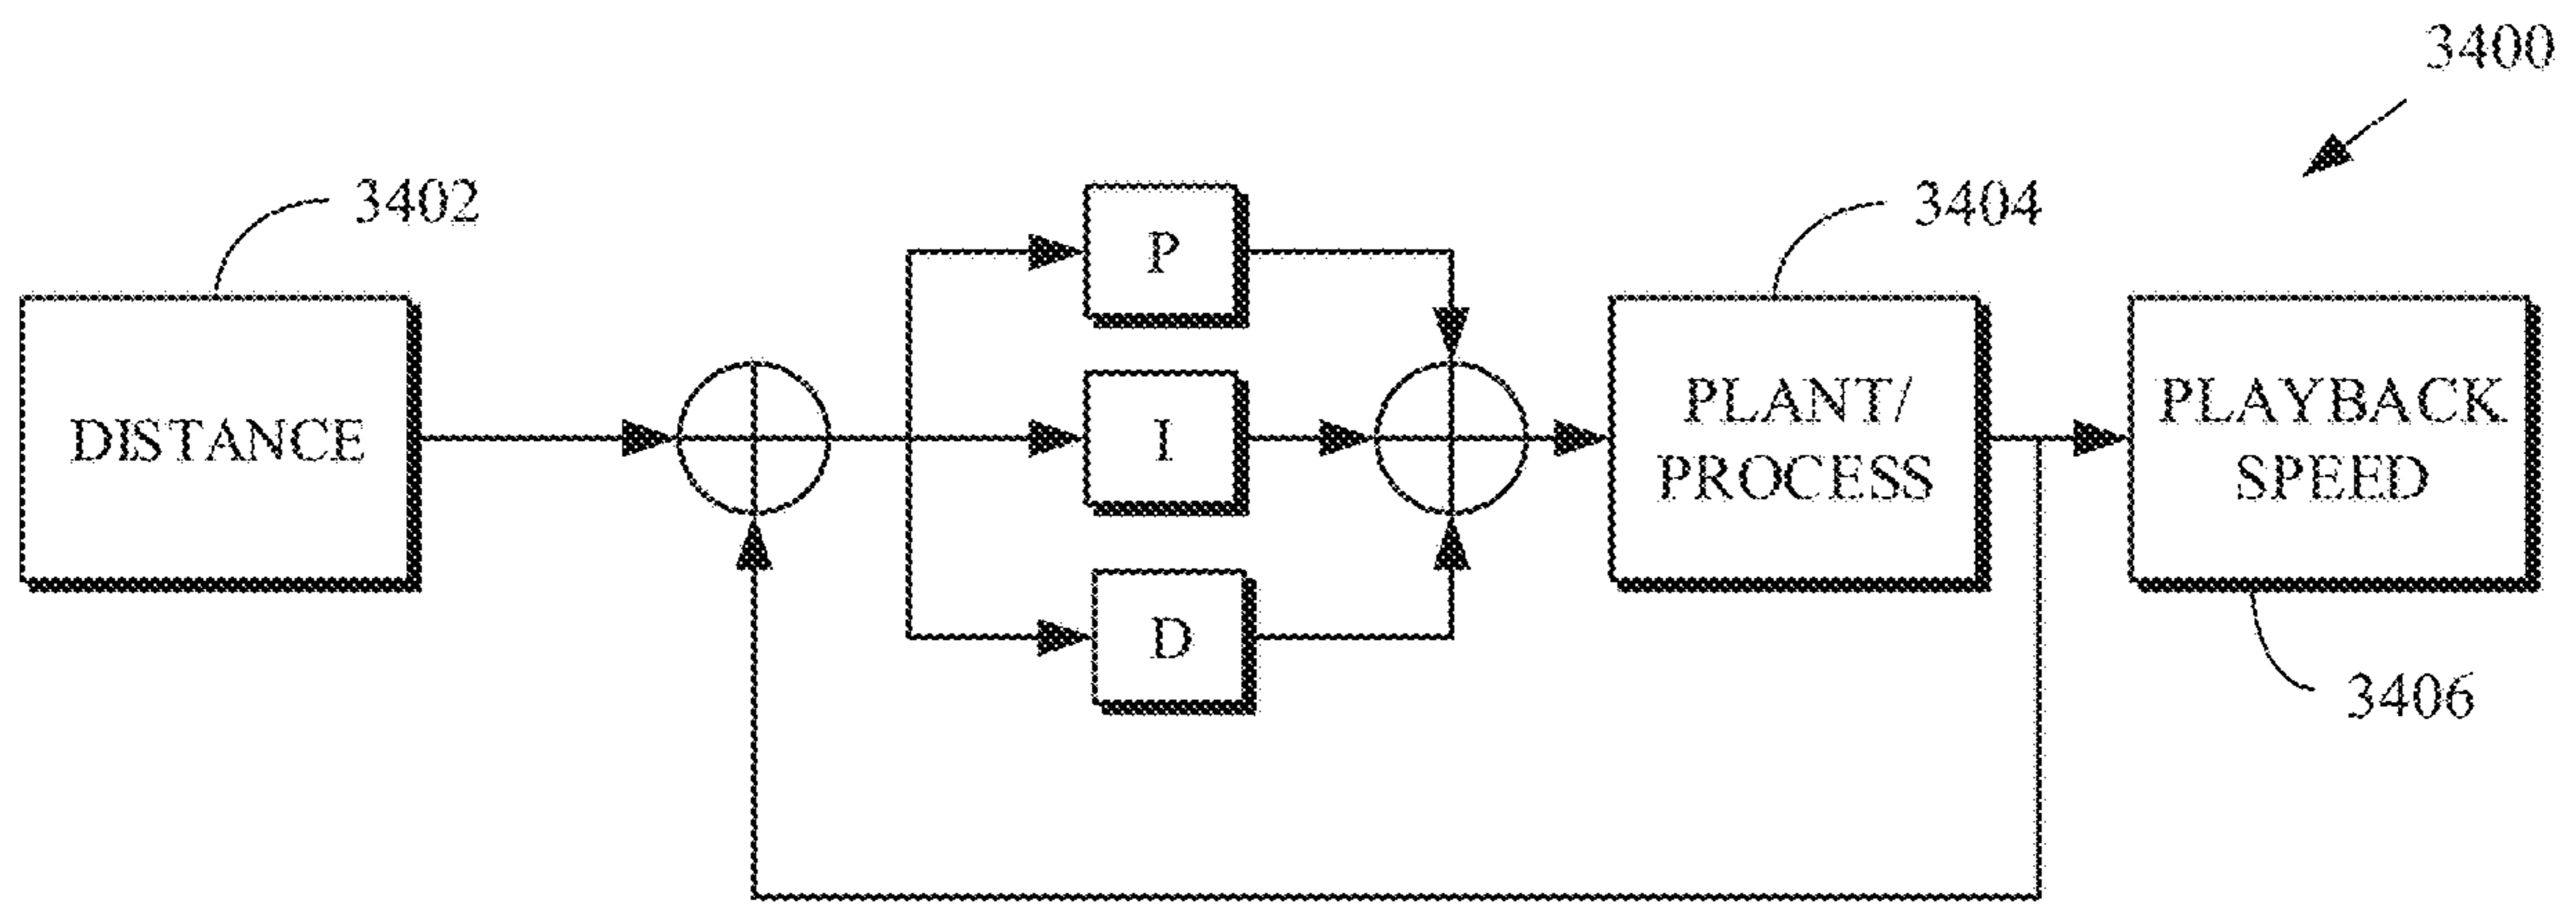 3400
3402
3404
P
DISTANCE
I
PLANT/
PROCESS
PLAYBACK
SPEED
D
3406